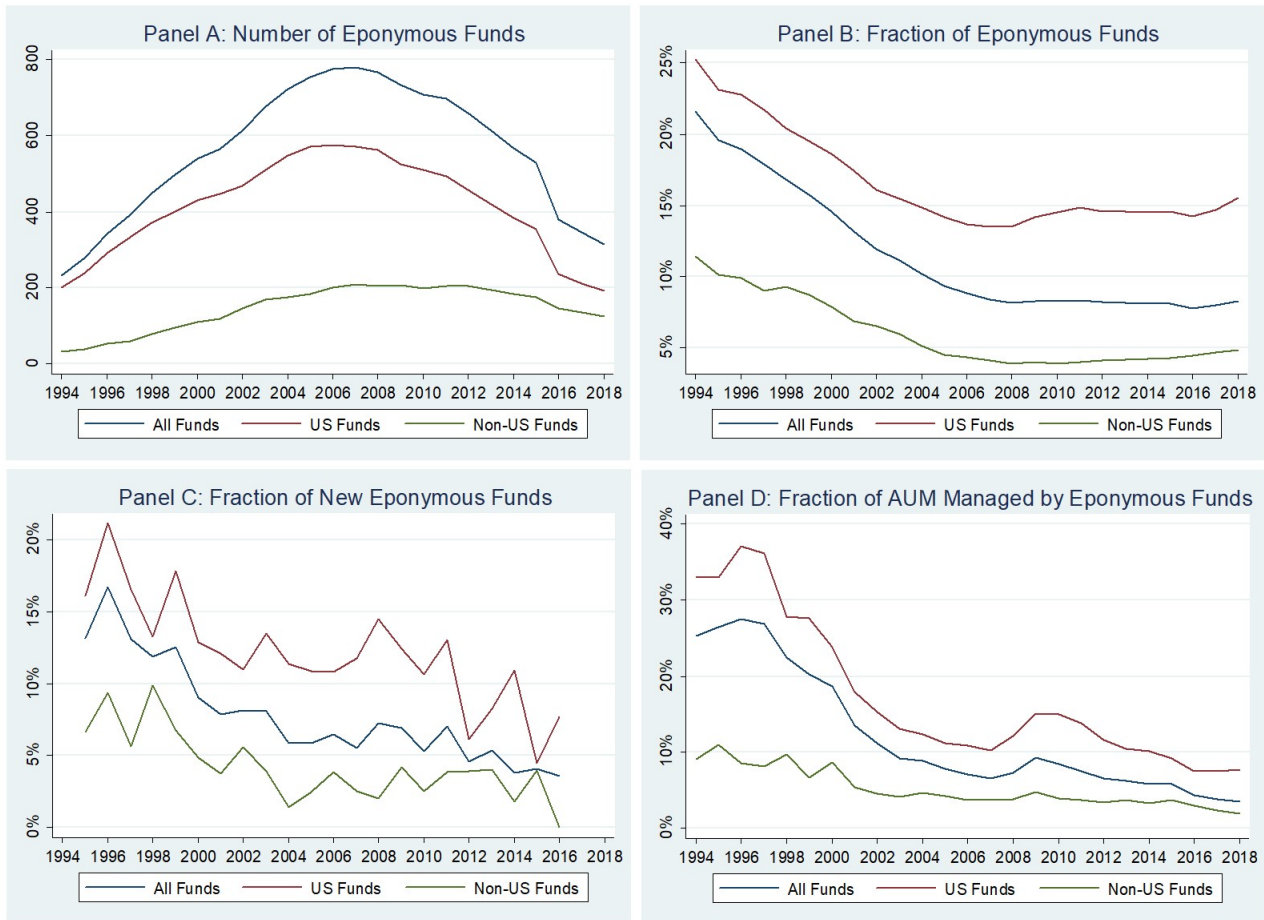 Panel A: Number of Eponymous Funds
800
600
400
200
0
1994 1996 1998 2000 2002 2004 2006 2008 2010 2012 2014 2016 2018
All Funds US Funds Non-US Funds
Panel B: Fraction of Eponymous Funds
25%
20%
15%
10%
5%
1994 1996 1998 2000 2002 2004 2006 2008 2010 2012 2014 2016 2018
All Funds US Funds Non-US Funds
Panel C: Fraction of New Eponymous Funds
20%
15%
10%
5%
0%
1994 1996 1998 2000 2002 2004 2006 2008 2010 2012 2014 2016 2018
All Funds US Funds Non-US Funds
Panel D: Fraction of AUM Managed by Eponymous Funds
40%
30%
20%
10%
0%
1994 1996 1998 2000 2002 2004 2006 2008 2010 2012 2014 2016 2018
All Funds US Funds Non-US Funds